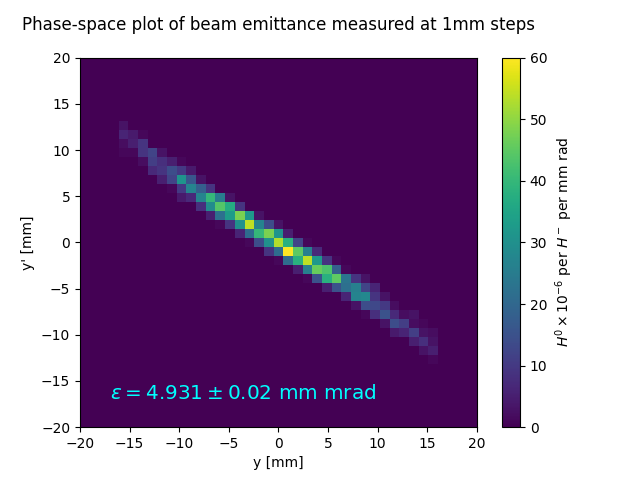 Phase-space plot of beam emittance measured at 1mm steps
20
15
10
5
0
−5
−10
−15
−20
y' [mm]
ε = 4.931 ± 0.02 mm mrad
−20 −15 −10 −5 0 5 10 15 20
y [mm]
60
50
40
30
20
10
0
H⁰ × 10⁻⁶ per H⁻ per mm rad